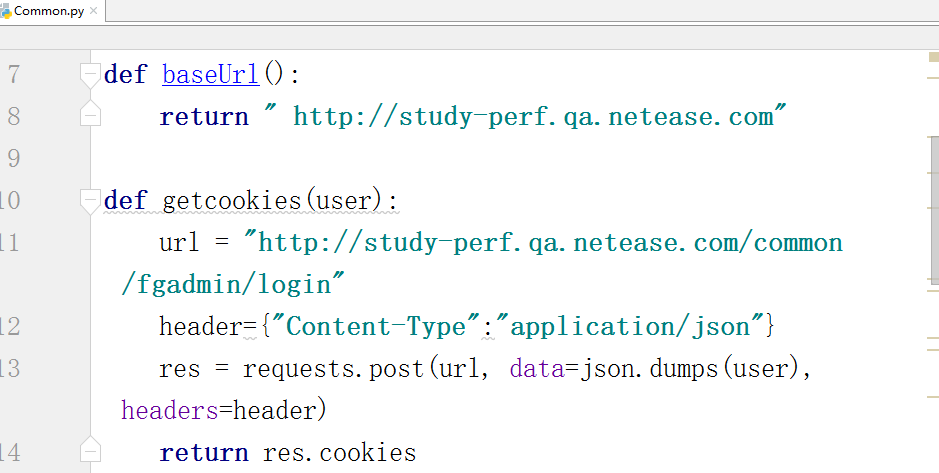 Common.py
7 def baseUrl():
8 return " http://study-perf.qa.netease.com"
9
10 def getcookies(user):
11 url = "http://study-perf.qa.netease.com/common
/fgadmin/login"
12 header={"Content-Type":"application/json"}
13 res = requests.post(url, data=json.dumps(user),
headers=header)
14 return res.cookies